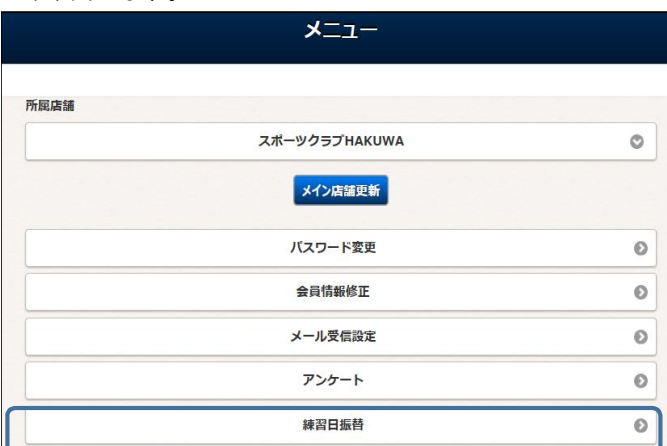 メニュー
所属店舗
スポーツクラブHAKUWA
メイン店舗更新
パスワード変更
会員情報修正
メール受信設定
アンケート
練習日振替